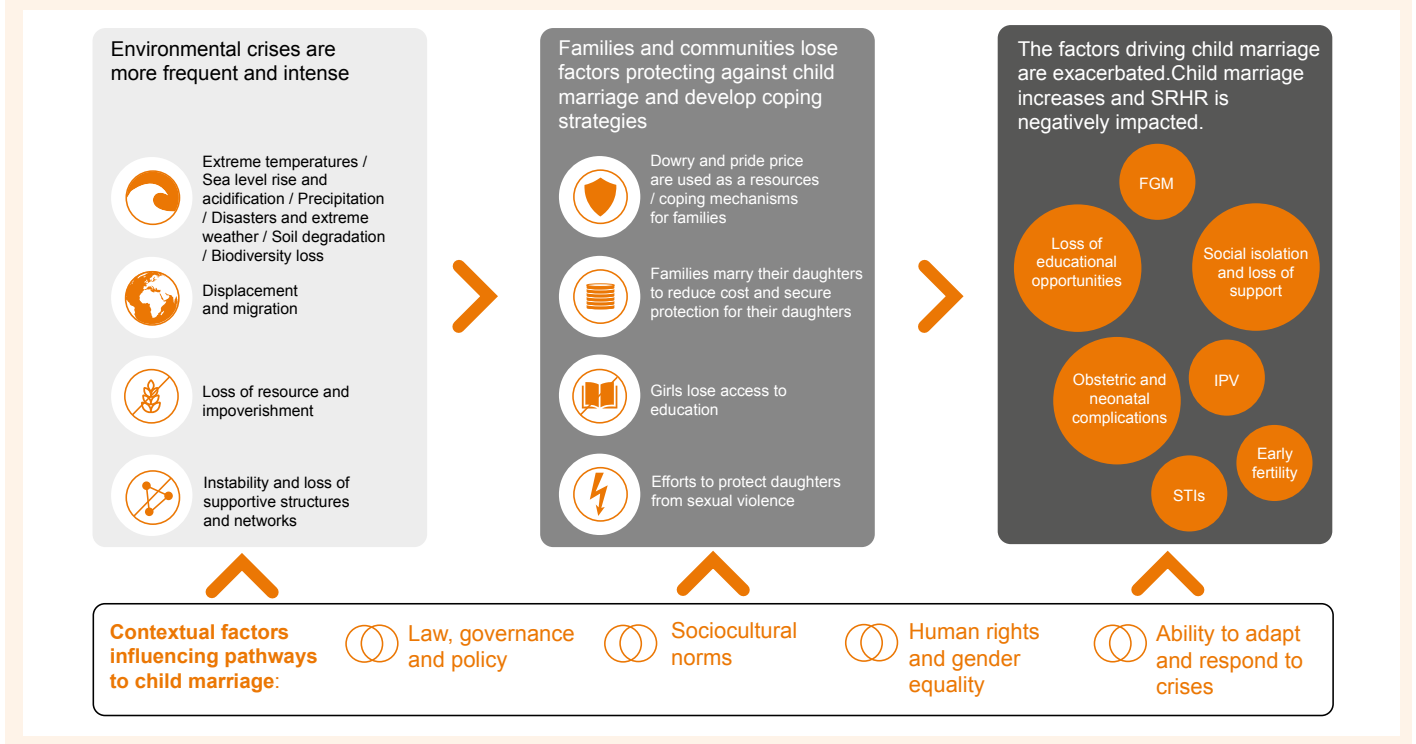 Environmental crises are
more frequent and intense
Extreme temperatures /
Sea level rise and
acidification / Precipitation
/ Disasters and extreme
weather / Soil degradation
/ Biodiversity loss
Displacement
and migration
Loss of resource and
impoverishment
Instability and loss of
supportive structures
and networks
Families and communities lose
factors protecting against child
marriage and develop coping
strategies
Dowry and pride price
are used as a resources
/ coping mechanisms
for families
Families marry their daughters
to reduce cost and secure
protection for their daughters
Girls lose access to
education
Efforts to protect daughters
from sexual violence
The factors driving child marriage
are exacerbated.Child marriage
increases and SRHR is
negatively impacted.
FGM
Loss of
educational
opportunities
Social isolation
and loss of
support
Obstetric and
neonatal
complications
IPV
Early
fertility
STIs
Contextual factors
influencing pathways
to child marriage:
Law, governance
and policy
Sociocultural
norms
Human rights
and gender
equality
Ability to adapt
and respond to
crises